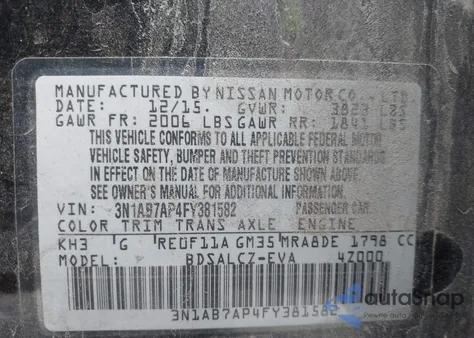 MANUFACTURED BY NISSAN MOTOR CO., LTD.
DATE: 12/15. GVWR: 3823 LBS
GAWR FR: 2006 LBS GAWR RR: 1841 LBS
THIS VEHICLE CONFORMS TO ALL APPLICABLE FEDERAL MOTOR
VEHICLE SAFETY, BUMPER AND THEFT PREVENTION STANDARDS
IN EFFECT ON THE DATE OF MANUFACTURE SHOWN ABOVE.
SEE OWNER'S MANUAL FOR ADDITIONAL INFORMATION
VIN: 3N1AB7AP4FY381582 PASSENGER CAR
COLOR TRIM TRANS AXLE ENGINE
KH3 G RE0F11A GM35 MRA8DE 1798 CC
MODEL: BDSALCZ-EVA 47000
3N1AB7AP4FY381582
autoSnap